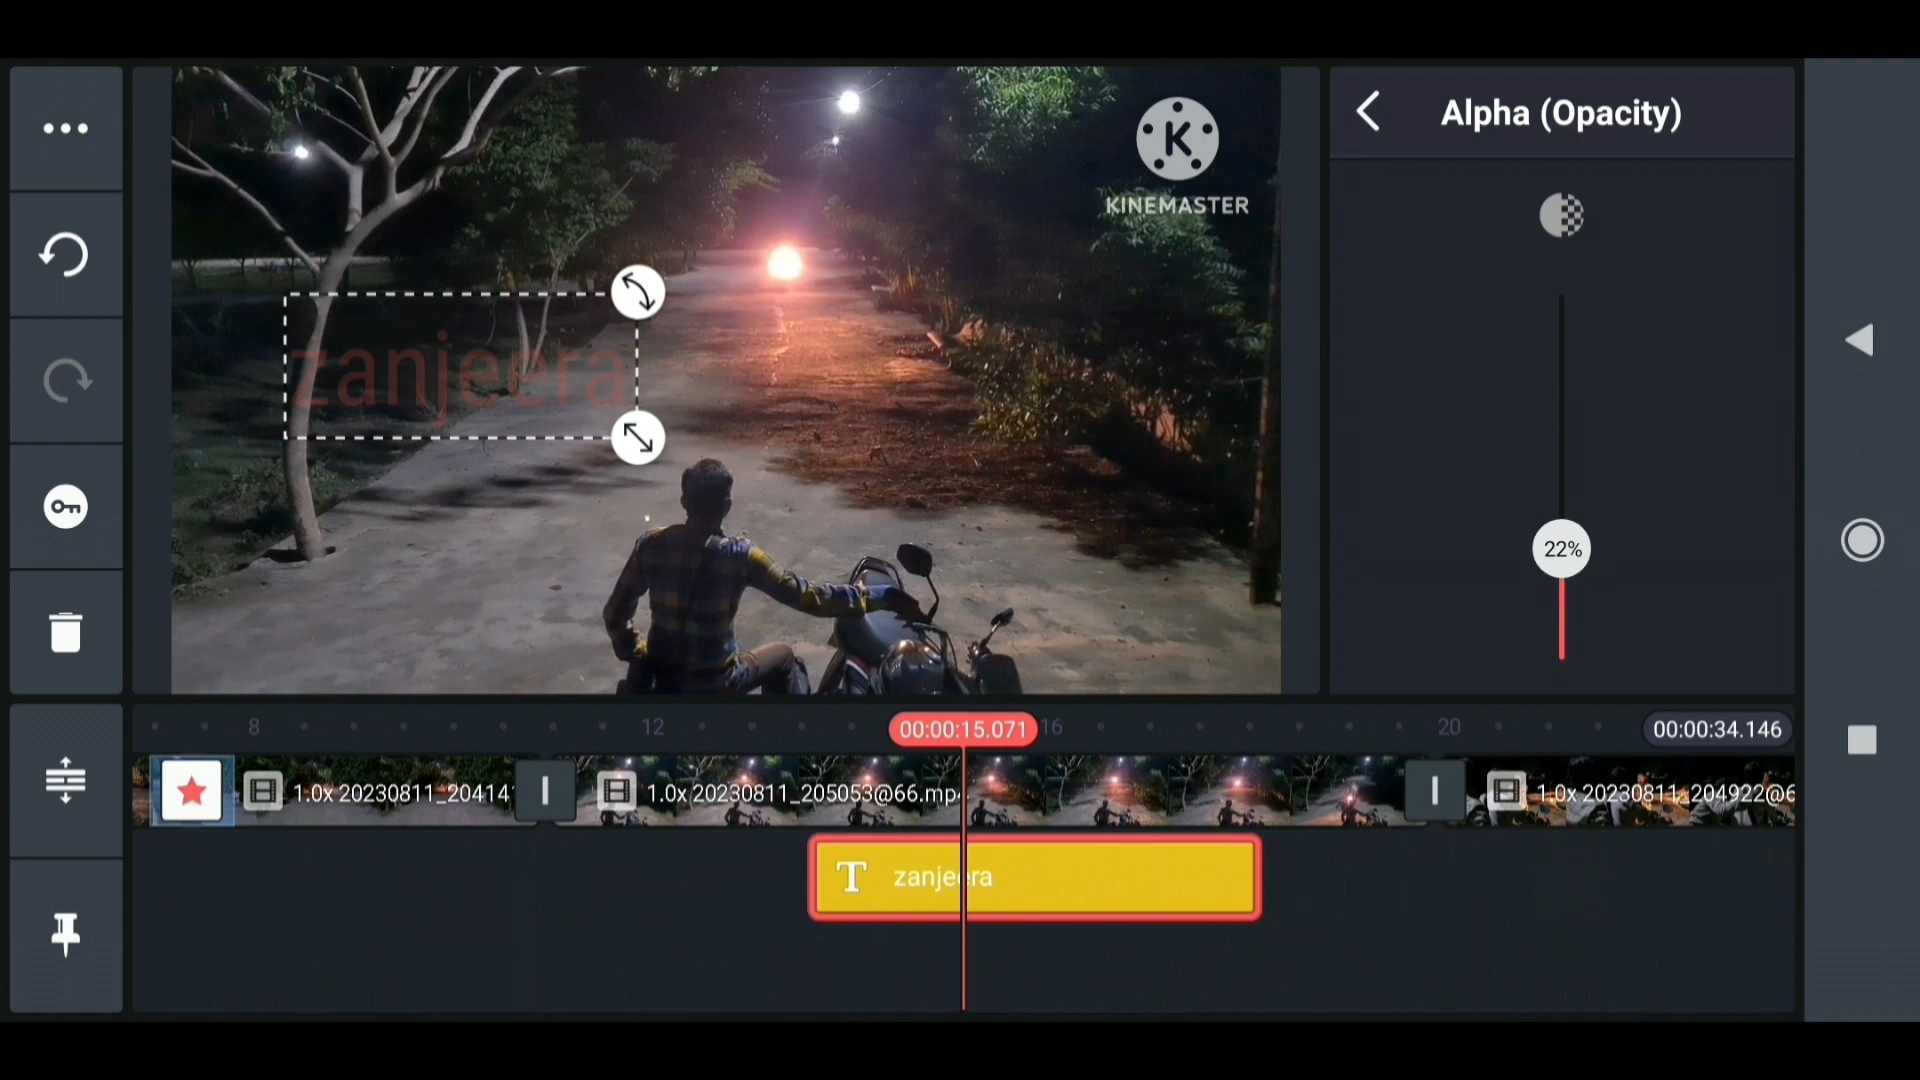 Alpha (Opacity)
K
KINEMASTER
zanjeera
22%
8
12
00:00:15.071
16
20
00:00:34.146
1.0x 20230811_20414
1.0x 20230811_205053@66.mp4
1.0x 20230811_204922@6
T zanjeera